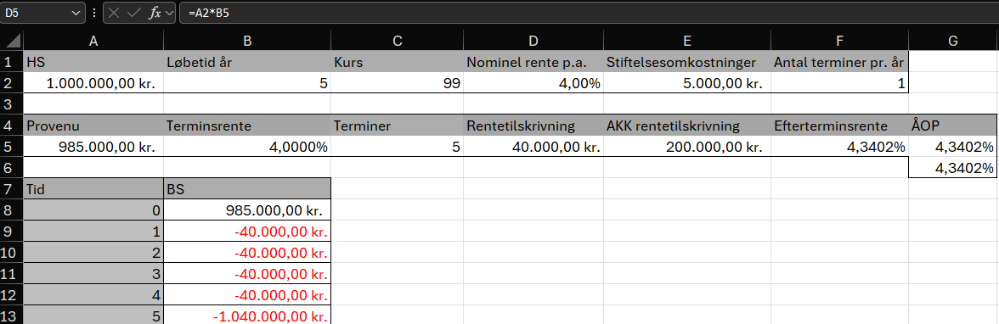 D5 fx =A2*B5
A B C D E F G
1 HS Løbetid år Kurs Nominel rente p.a. Stiftelsesomkostninger Antal terminer pr. år
2 1.000.000,00 kr. 5 99 4,00% 5.000,00 kr. 1
3
4 Provenu Terminsrente Terminer Rentetilskrivning AKK rentetilskrivning Efterterminsrente ÅOP
5 985.000,00 kr. 4,0000% 5 40.000,00 kr. 200.000,00 kr. 4,3402% 4,3402%
6 4,3402%
7 Tid BS
8 0 985.000,00 kr.
9 1 -40.000,00 kr.
10 2 -40.000,00 kr.
11 3 -40.000,00 kr.
12 4 -40.000,00 kr.
13 5 -1.040.000,00 kr.